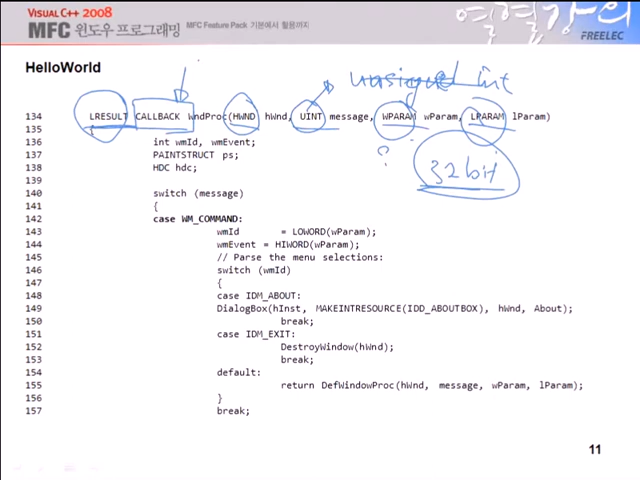 VISUAL C++ 2008
MFC 윈도우 프로그래밍 MFC Feature Pack 기본에서 활용까지
열혈강의
FREELEC
HelloWorld
unsigned int
134 LRESULT CALLBACK WndProc(HWND hWnd, UINT message, WPARAM wParam, LPARAM lParam)
135 {
?
32bit
136 int wmId, wmEvent;
137 PAINTSTRUCT ps;
138 HDC hdc;
139
140 switch (message)
141 {
142 case WM_COMMAND:
143 wmId = LOWORD(wParam);
144 wmEvent = HIWORD(wParam);
145 // Parse the menu selections:
146 switch (wmId)
147 {
148 case IDM_ABOUT:
149 DialogBox(hInst, MAKEINTRESOURCE(IDD_ABOUTBOX), hWnd, About);
150 break;
151 case IDM_EXIT:
152 DestroyWindow(hWnd);
153 break;
154 default:
155 return DefWindowProc(hWnd, message, wParam, lParam);
156 }
157 break;
11